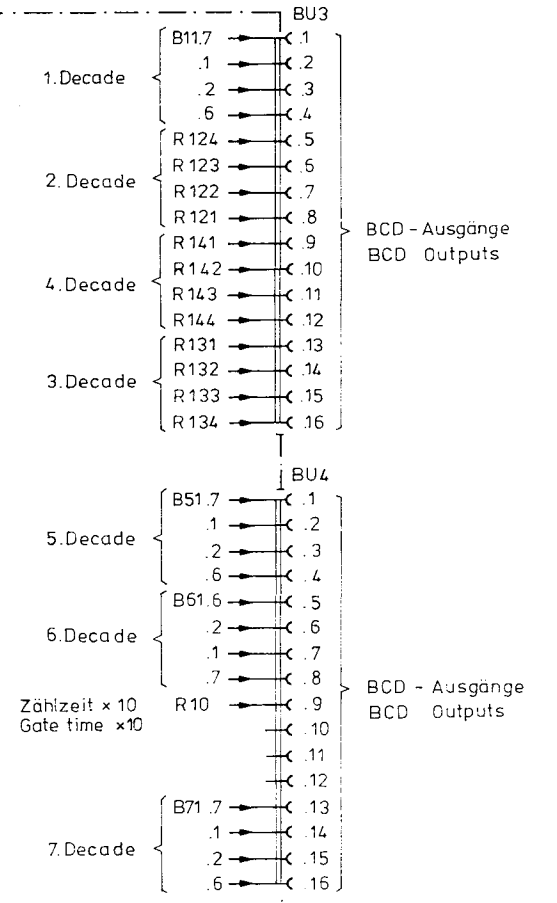 BU3
B11.7 .1
.1 .2
1.Decade
.2 .3
.6 .4
R124 .5
R123 .6
2.Decade
R122 .7
R121 .8
BCD-Ausgänge
R141 .9
BCD Outputs
R142 .10
4.Decade
R143 .11
R144 .12
R131 .13
R132 .14
3.Decade
R133 .15
R134 .16
BU4
B51.7 .1
.1 .2
5.Decade
.2 .3
.6 .4
B61.6 .5
.2 .6
6.Decade
.1 .7
.7 .8
BCD - Ausgänge
Zählzeit × 10 R10 .9
BCD Outputs
Gate time ×10
.10
.11
.12
B71.7 .13
.1 .14
7.Decade
.2 .15
.6 .16